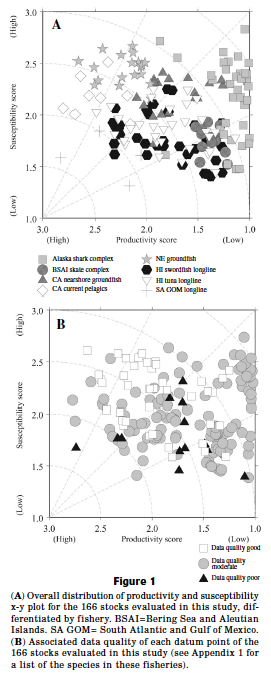 A
3.0
2.5
2.0
1.5
1.0
(High)
Susceptibility score
(Low)
3.0
2.5
2.0
1.5
1.0
(High)
Productivity score
(Low)
Alaska shark complex
BSAI skate complex
CA nearshore groundfish
CA current pelagics
NE groundfish
HI swordfish longline
HI tuna longline
SA GOM longline
B
3.0
2.5
2.0
1.5
1.0
(High)
Susceptibility score
(Low)
3.0
2.5
2.0
1.5
1.0
(High)
Productivity score
(Low)
Data quality good
Data quality
moderate
Data quality poor
Figure 1
(A) Overall distribution of productivity and susceptibility
x-y plot for the 166 stocks evaluated in this study, dif-
ferentiated by fishery. BSAI=Bering Sea and Aleutian
Islands. SA GOM= South Atlantic and Gulf of Mexico.
(B) Associated data quality of each datum point of the
166 stocks evaluated in this study (see Appendix 1 for
a list of the species in these fisheries).